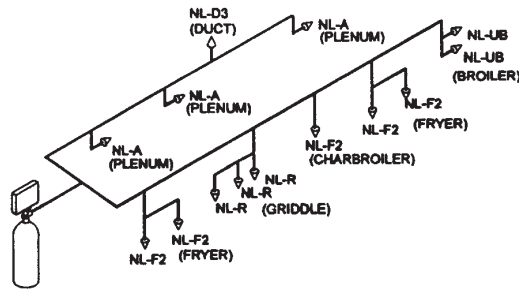 NL-D3
(DUCT)
NL-A
(PLENUM)
NL-UB
NL-UB
(BROILER)
NL-A
(PLENUM)
NL-F2
NL-F2
(FRYER)
NL-A
(PLENUM)
NL-F2
(CHARBROILER)
NL-R
NL-R
NL-R
(GRIDDLE)
NL-F2
NL-F2
(FRYER)